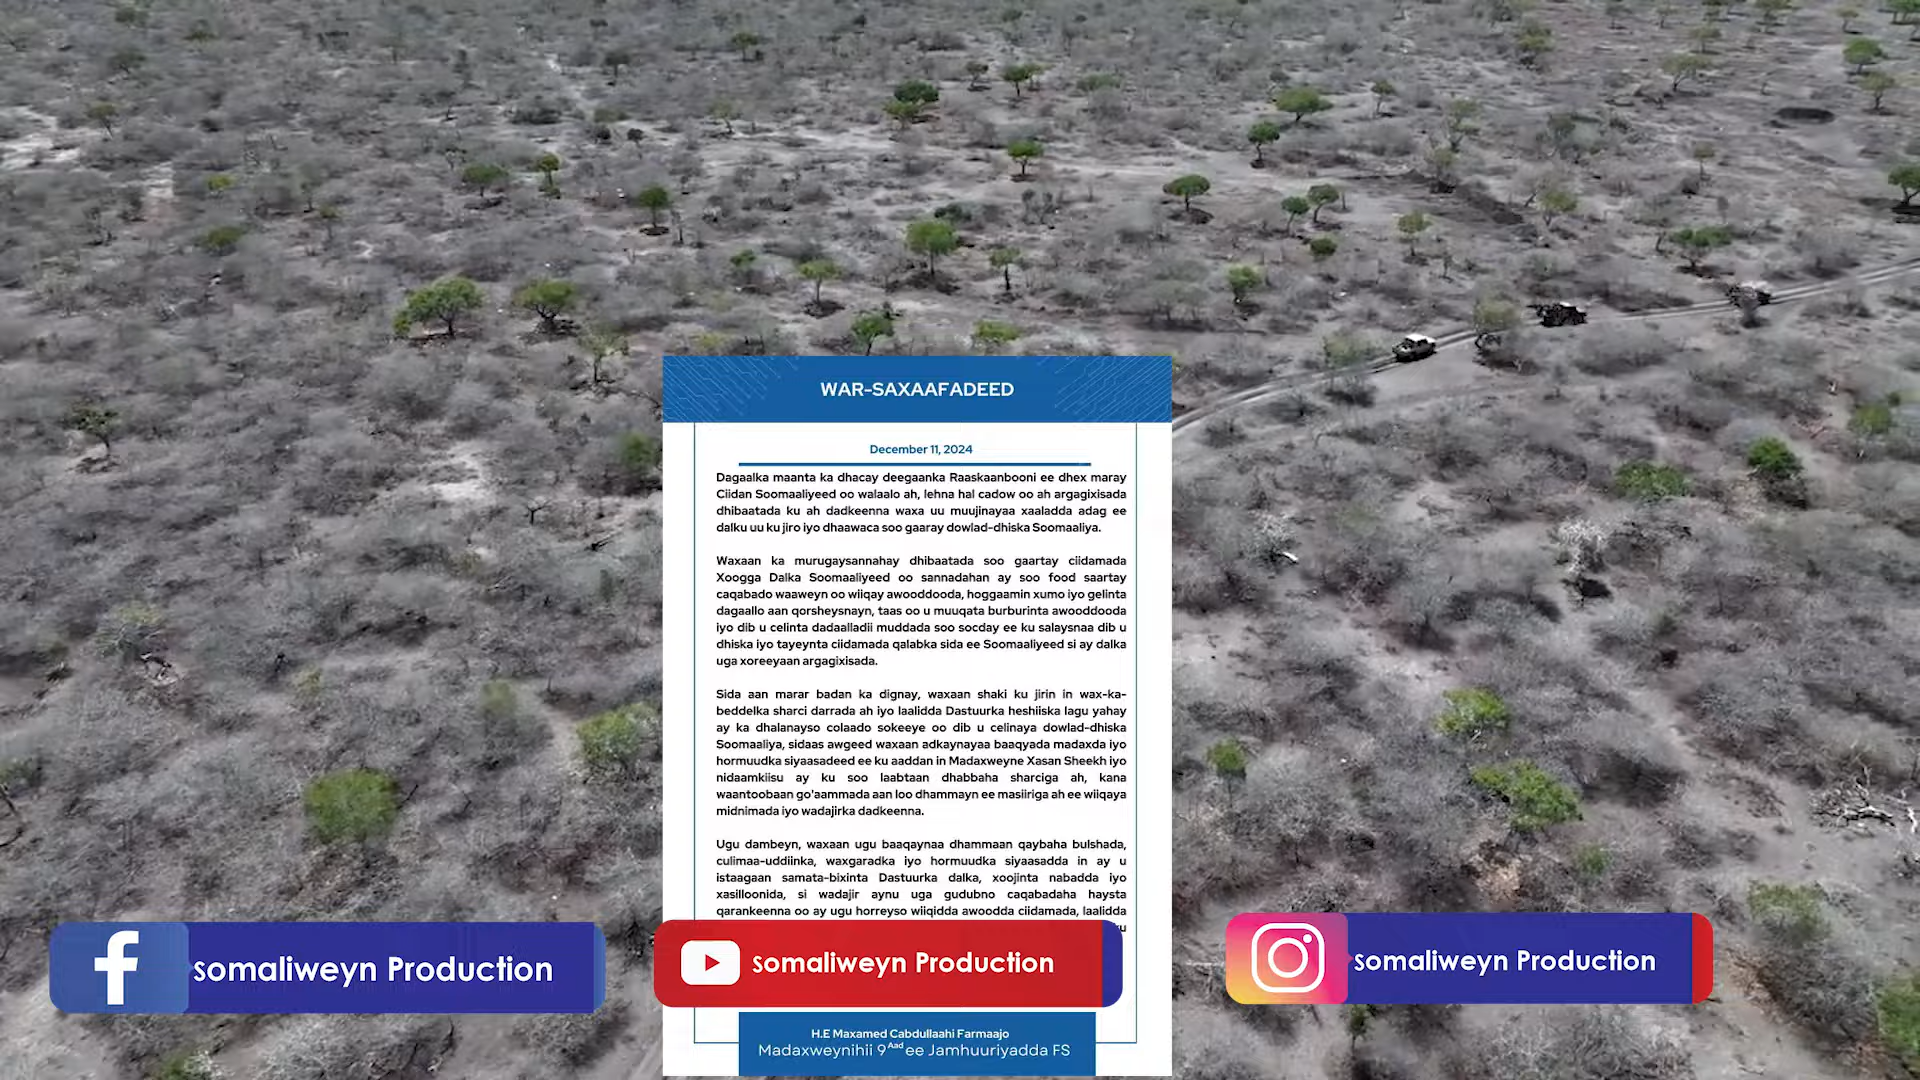 WAR-SAXAAFADEED
December 11, 2024
Dagaalka maanta ka dhacay deegaanka Raaskaanbooni ee dhex maray
Ciidan Soomaaliyeed oo walaalo ah, lehna hal cadow oo ah argagixisada
dhibaatada ku ah dadkeenna waxa uu muujinayaa xaaladda adag ee
dalku uu ku jiro iyo dhaawaca soo gaaray dowlad-dhiska Soomaaliya.
Waxaan ka murugaysannahay dhibaatada soo gaartay ciidamada
Xoogga Dalka Soomaaliyeed oo sannadahan ay soo food saartay
caqabado waaweyn oo wiiqay awooddooda, hoggaamin xumo iyo gelinta
dagaallo aan qorsheysnayn, taas oo u muuqata burburinta awooddooda
iyo dib u celinta dadaalladii muddada soo socday ee ku salaysnaa dib u
dhiska iyo tayeynta ciidamada qalabka sida ee Soomaaliyeed si ay dalka
uga xoreeyaan argagixisada.
Sida aan marar badan ka dignay, waxaan shaki ku jirin in wax-ka-
beddelka sharci darrada ah iyo laalidda Dastuurka heshiiska lagu yahay
ay ka dhalanayso colaado sokeeye oo dib u celinaya dowlad-dhiska
Soomaaliya, sidaas awgeed waxaan adkaynayaa baaqyada madaxda iyo
hormuudka siyaasadeed ee ku aaddan in Madaxweyne Xasan Sheekh iyo
nidaamkiisu ay ku soo laabtaan dhabbaha sharciga ah, kana
waantoobaan go'aammada aan loo dhammayn ee masiiriga ah ee wiiqaya
midnimada iyo wadajirka dadkeenna.
Ugu dambeyn, waxaan ugu baaqaynaa dhammaan qaybaha bulshada,
culimaa-uddiinka, waxgaradka iyo hormuudka siyaasadda in ay u
istaagaan samata-bixinta Dastuurka dalka, xoojinta nabadda iyo
xasilloonida, si wadajir aynu uga gudubno caqabadaha haysta
qarankeenna oo ay ugu horreyso wiiqidda awoodda ciidamada, laalidda
somaliweyn Production
somaliweyn Production
somaliweyn Production
H.E Maxamed Cabdullaahi Farmaajo
Madaxweynihii 9Aad ee Jamhuuriyadda FS